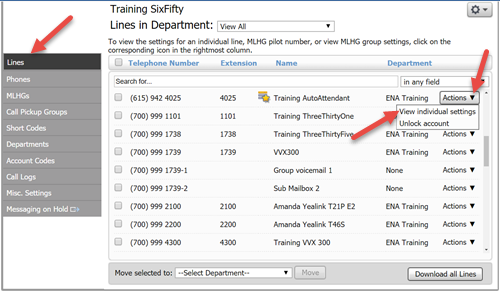 Training SixFifty
Lines in Department: View All
To view the settings for an individual line, MLHG pilot number, or view MLHG group settings, click on the
corresponding icon in the rightmost column.
Lines
Phones
MLHGs
Call Pickup Groups
Short Codes
Departments
Account Codes
Call Logs
Misc. Settings
Messaging on Hold
Telephone Number Extension Name Department
Search for... in any field
(615) 942 4025 4025 Training AutoAttendant ENA Training Actions ▼
View individual settings
Unlock account
(700) 999 1101 1101 Training ThreeThirtyOne ENA Training
(700) 999 1738 1738 Training ThreeThirtyFive ENA Training Actions ▼
(700) 999 1739 1739 VVX300 ENA Training Actions ▼
(700) 999 1739-1 Group voicemail 1 None Actions ▼
(700) 999 1739-2 Sub Mailbox 2 None Actions ▼
(700) 999 2100 2100 Amanda Yealink T21P E2 ENA Training Actions ▼
(700) 999 2200 2200 Amanda Yealink T46S ENA Training Actions ▼
(700) 999 4300 4300 Training VVX 300 ENA Training Actions ▼
Move selected to: --Select Department-- Move Download all Lines